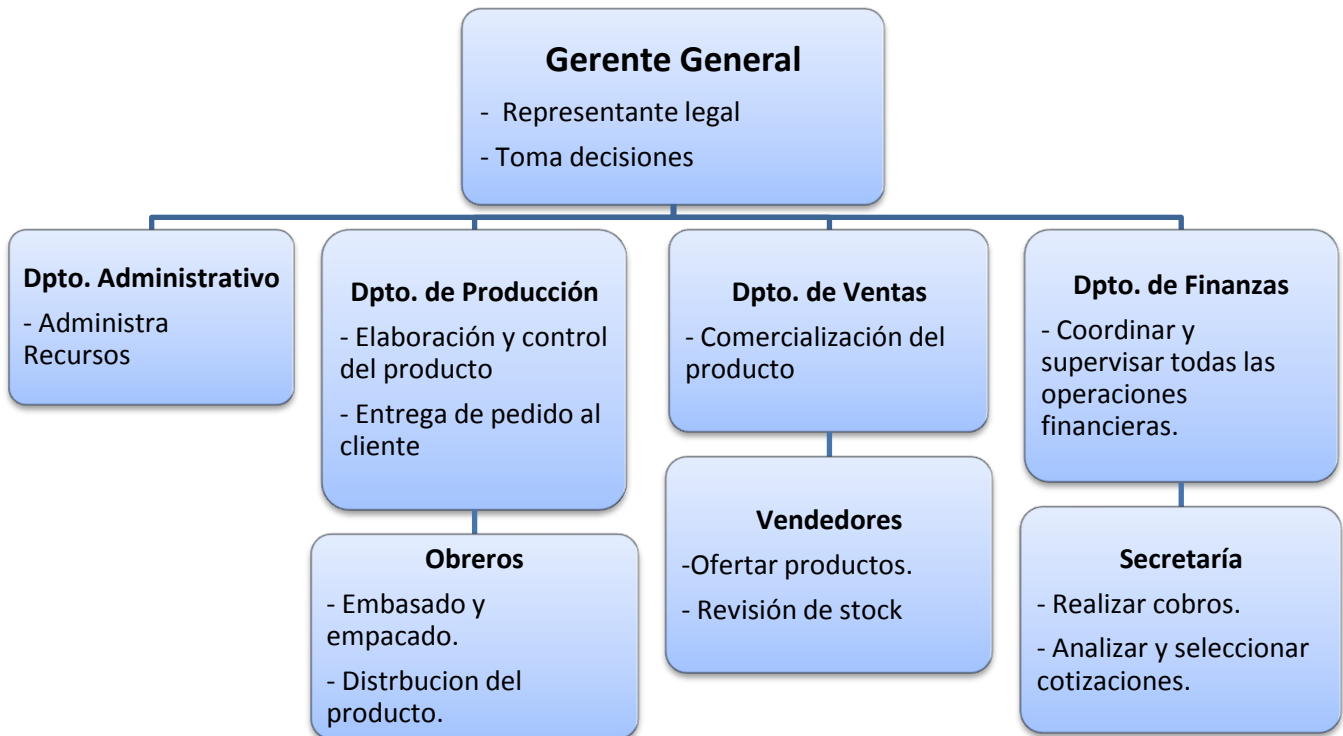 Gerente General
- Representante legal
- Toma decisiones
Dpto. Administrativo
- Administra
Recursos
Dpto. de Producción
- Elaboración y control
del producto
- Entrega de pedido al
cliente
Dpto. de Ventas
- Comercialización del
producto
Dpto. de Finanzas
- Coordinar y
supervisar todas las
operaciones
financieras.
Obreros
- Embasado y
empacado.
- Distrbucion del
producto.
Vendedores
-Ofertar productos.
- Revisión de stock
Secretaría
- Realizar cobros.
- Analizar y seleccionar
cotizaciones.